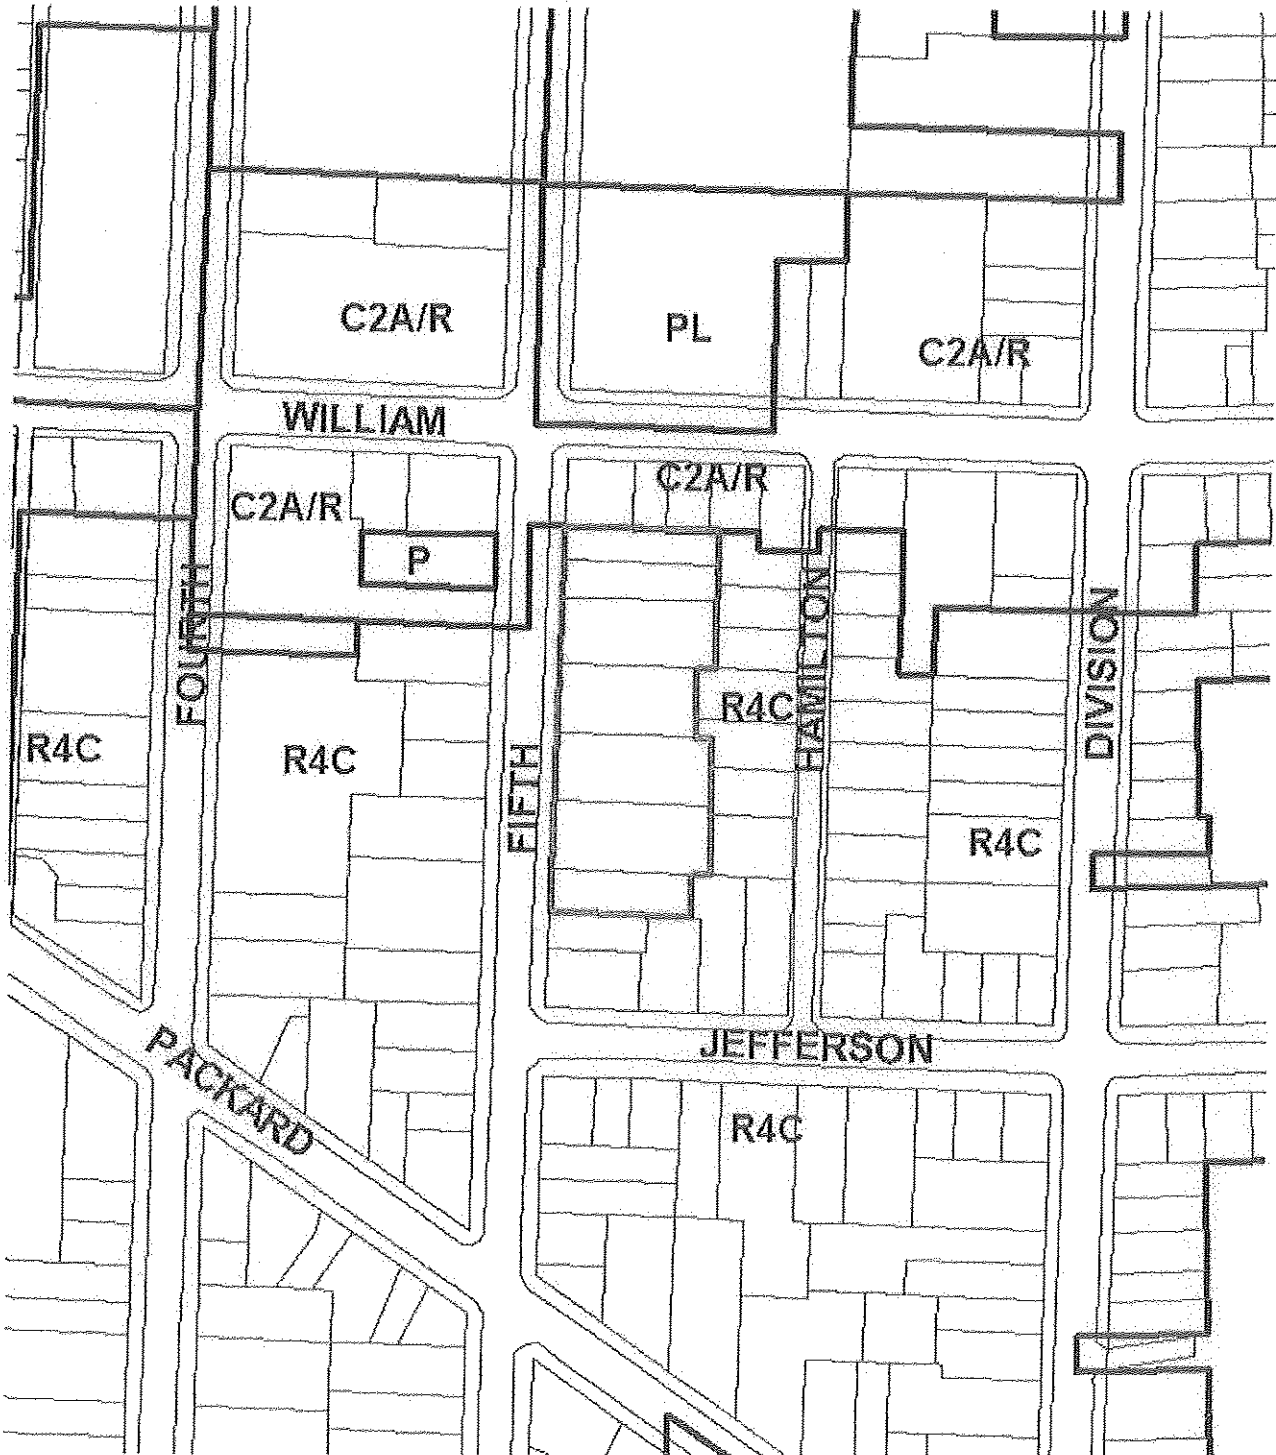 C2A/R
PL
C2A/R
WILLIAM
C2A/R
C2A/R
P
FOURTH
HAMILTON
DIVISION
R4C
R4C
R4C
FIFTH
R4C
PACKARD
JEFFERSON
R4C